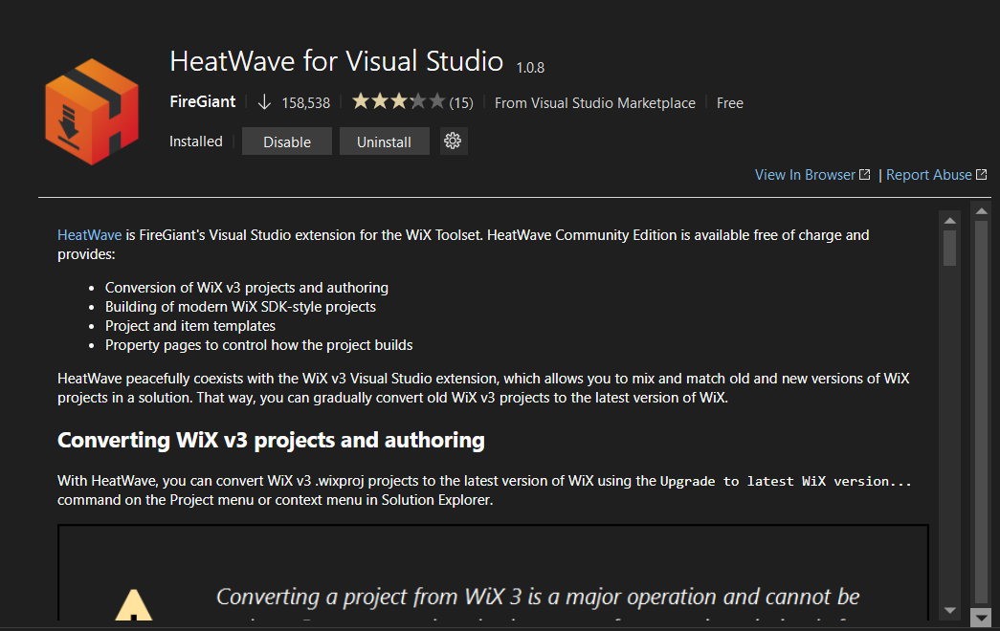 HeatWave for Visual Studio 1.0.8
FireGiant 158,538 (15) From Visual Studio Marketplace Free
Installed Disable Uninstall
View In Browser | Report Abuse
HeatWave is FireGiant's Visual Studio extension for the WiX Toolset. HeatWave Community Edition is available free of charge and
provides:
• Conversion of WiX v3 projects and authoring
• Building of modern WiX SDK-style projects
• Project and item templates
• Property pages to control how the project builds
HeatWave peacefully coexists with the WiX v3 Visual Studio extension, which allows you to mix and match old and new versions of WiX
projects in a solution. That way, you can gradually convert old WiX v3 projects to the latest version of WiX.
Converting WiX v3 projects and authoring
With HeatWave, you can convert WiX v3 .wixproj projects to the latest version of WiX using the Upgrade to latest WiX version...
command on the Project menu or context menu in Solution Explorer.
Converting a project from WiX 3 is a major operation and cannot be